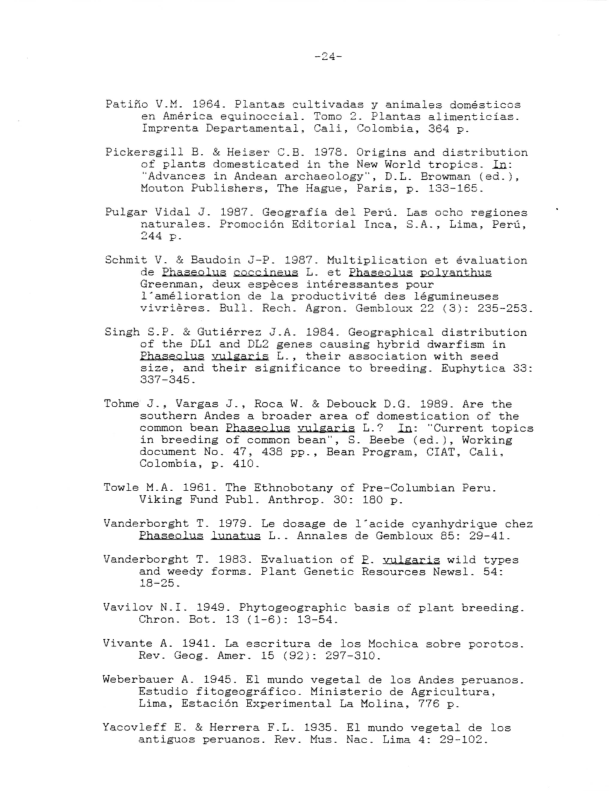 -24-
Patiño V.M. 1964. Plantas cultivadas y animales domésticos
en América equinoccial. Tomo 2. Plantas alimenticias.
Imprenta Departamental, Cali, Colombia, 364 p.
Pickersgill B. & Heiser C.B. 1978. Origins and distribution
of plants domesticated in the New World tropics. In:
"Advances in Andean archaeology", D.L. Browman (ed.),
Mouton Publishers, The Hague, Paris, p. 133-165.
Pulgar Vidal J. 1987. Geografía del Perú. Las ocho regiones
naturales. Promoción Editorial Inca, S.A., Lima, Perú,
244 p.
Schmit V. & Baudoin J-P. 1987. Multiplication et évaluation
de Phaseolus coccineus L. et Phaseolus polyanthus
Greenman, deux espèces intéressantes pour
l'amélioration de la productivité des légumineuses
vivrières. Bull. Rech. Agron. Gembloux 22 (3): 235-253.
Singh S.P. & Gutiérrez J.A. 1984. Geographical distribution
of the DL1 and DL2 genes causing hybrid dwarfism in
Phaseolus vulgaris L., their association with seed
size, and their significance to breeding. Euphytica 33:
337-345.
Tohme J., Vargas J., Roca W. & Debouck D.G. 1989. Are the
southern Andes a broader area of domestication of the
common bean Phaseolus vulgaris L.? In: "Current topics
in breeding of common bean", S. Beebe (ed.), Working
document No. 47, 438 pp., Bean Program, CIAT, Cali,
Colombia, p. 410.
Towle M.A. 1961. The Ethnobotany of Pre-Columbian Peru.
Viking Fund Publ. Anthrop. 30: 180 p.
Vanderborght T. 1979. Le dosage de l'acide cyanhydrique chez
Phaseolus lunatus L.. Annales de Gembloux 85: 29-41.
Vanderborght T. 1983. Evaluation of P. vulgaris wild types
and weedy forms. Plant Genetic Resources Newsl. 54:
18-25.
Vavilov N.I. 1949. Phytogeographic basis of plant breeding.
Chron. Bot. 13 (1-6): 13-54.
Vivante A. 1941. La escritura de los Mochica sobre porotos.
Rev. Geog. Amer. 15 (92): 297-310.
Weberbauer A. 1945. El mundo vegetal de los Andes peruanos.
Estudio fitogeográfico. Ministerio de Agricultura,
Lima, Estación Experimental La Molina, 776 p.
Yacovleff E. & Herrera F.L. 1935. El mundo vegetal de los
antiguos peruanos. Rev. Mus. Nac. Lima 4: 29-102.